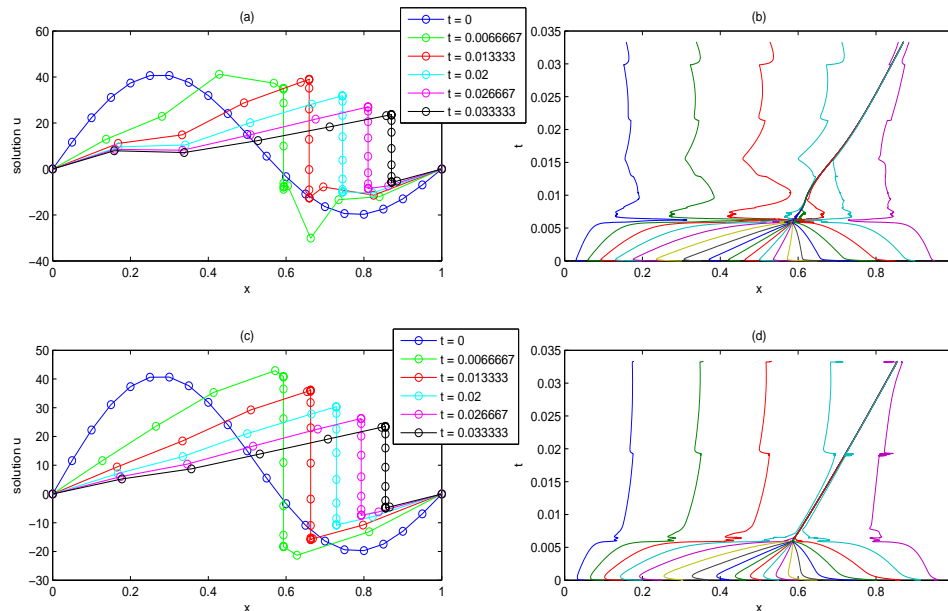 (a)
60
40
20
0
−20
−40
solution u
0
0.2
0.4
0.6
0.8
1
x
t = 0
t = 0.0066667
t = 0.013333
t = 0.02
t = 0.026667
t = 0.033333
(b)
0.035
0.03
0.025
0.02
0.015
0.01
0.005
0
t
0
0.2
0.4
0.6
0.8
x
(c)
50
40
30
20
10
0
−10
−20
−30
solution u
0
0.2
0.4
0.6
0.8
1
x
t = 0
t = 0.0066667
t = 0.013333
t = 0.02
t = 0.026667
t = 0.033333
(d)
0.035
0.03
0.025
0.02
0.015
0.01
0.005
0
t
0
0.2
0.4
0.6
0.8
x